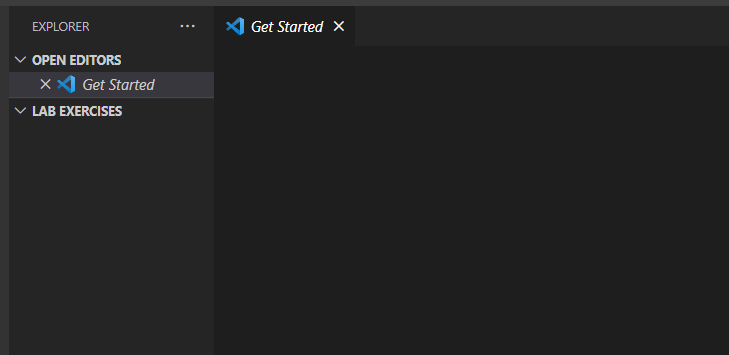 EXPLORER ···
OPEN EDITORS
Get Started
LAB EXERCISES
Get Started